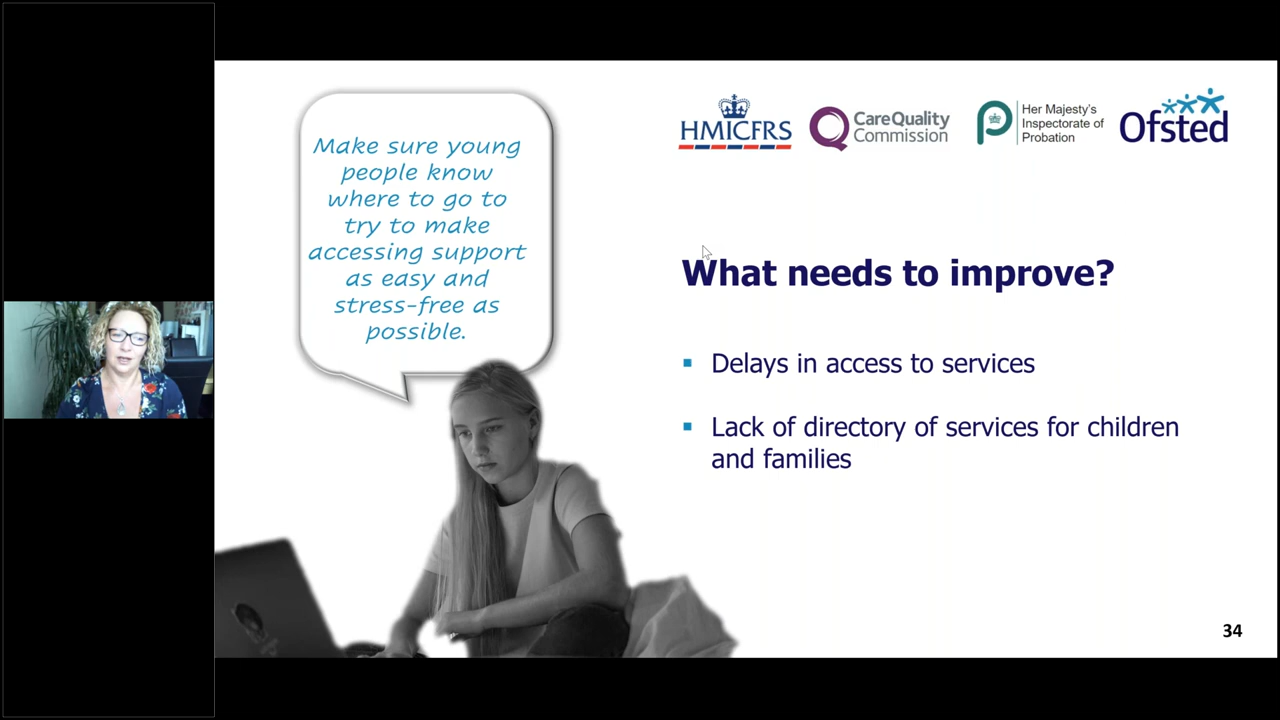 Make sure young
people know
where to go to
try to make
accessing support
as easy and
stress-free as
possible.
HMICFRS
CareQuality
Commission
Her Majesty's
Inspectorate of
Probation
Ofsted
What needs to improve?
▪ Delays in access to services
▪ Lack of directory of services for children
and families
34